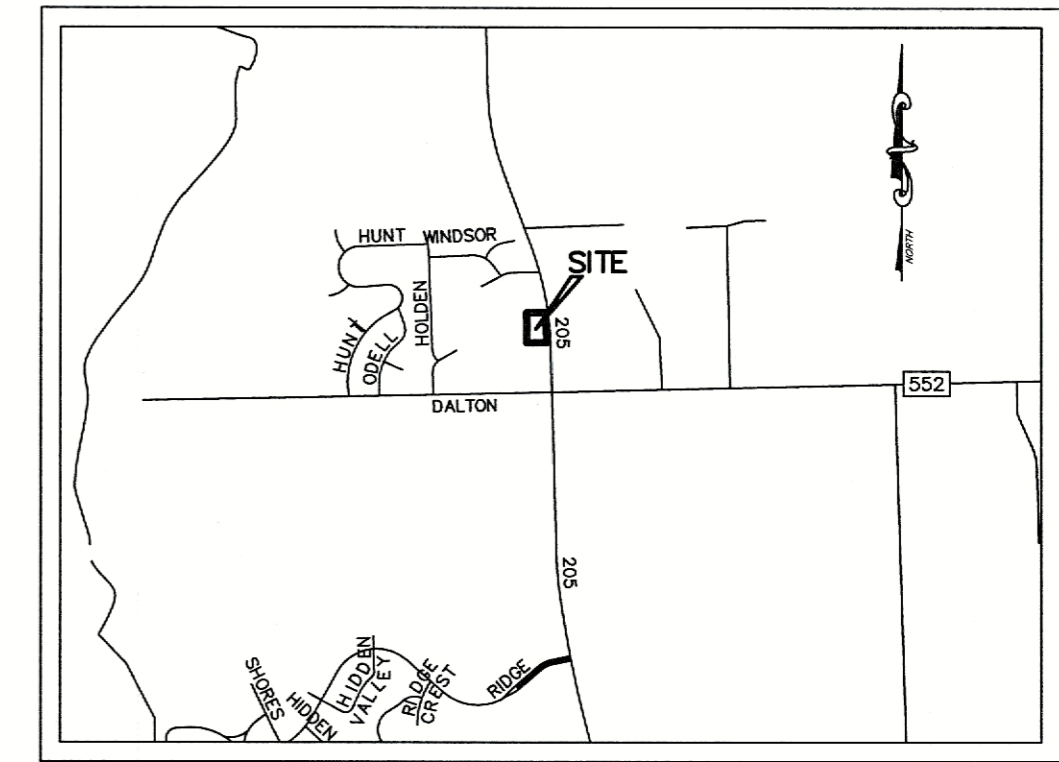 HUNT
WINDSOR
SITE
NORTH
HOLDEN
205
HUNT
ODELL
552
DALTON
205
HIDDEN
VALLEY
RIDGE
CREST
RIDGE
SHORES
HIDDEN